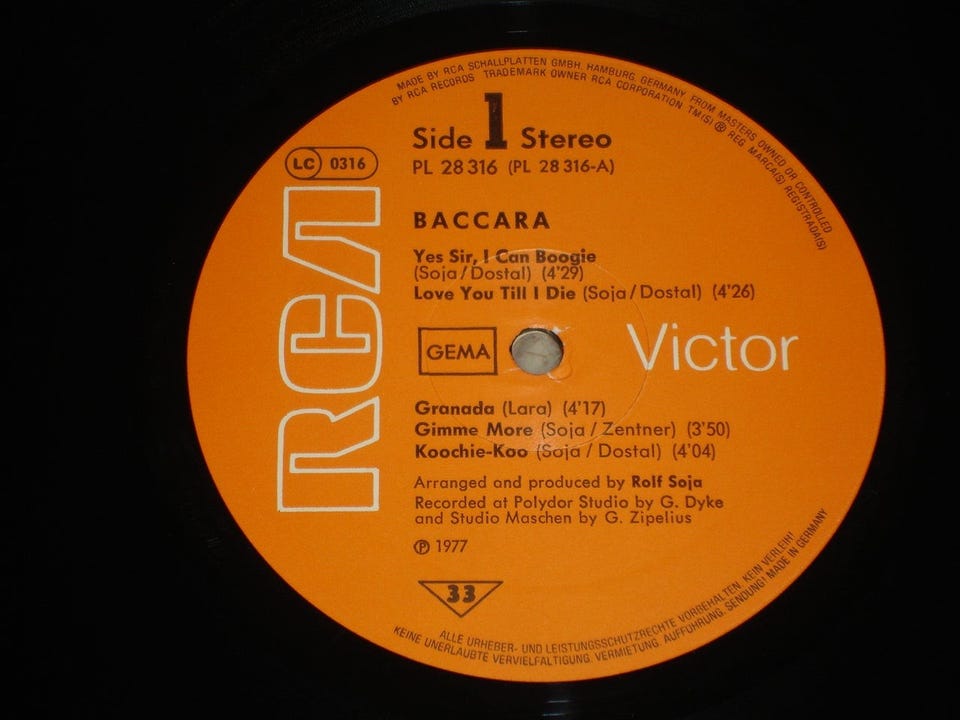 MADE BY RCA SCHALLPLATTEN GMBH, HAMBURG, GERMANY FROM MASTERS OWNED OR CONTROLLED
BY RCA RECORDS TRADEMARK OWNER RCA CORPORATION TM(S) ® REG MARCA(S) REGISTRADA(S)
Side 1 Stereo
PL 28 316 (PL 28 316-A)
LC 0316
RCA
BACCARA
Yes Sir, I Can Boogie
(Soja/Dostal) (4'29)
Love You Till I Die (Soja/Dostal) (4'26)
GEMA
Victor
Granada (Lara) (4'17)
Gimme More (Soja / Zentner) (3'50)
Koochie-Koo (Soja / Dostal) (4'04)
Arranged and produced by Rolf Soja
Recorded at Polydor Studio by G. Dyke
and Studio Maschen by G. Zipelius
℗ 1977
33
ALLE URHEBER- UND LEISTUNGSSCHUTZRECHTE VORBEHALTEN. KEIN VERLEIH!
KEINE UNERLAUBTE VERVIELFÄLTIGUNG. VERMIETUNG. AUFFÜHRUNG. SENDUNG! MADE IN GERMANY